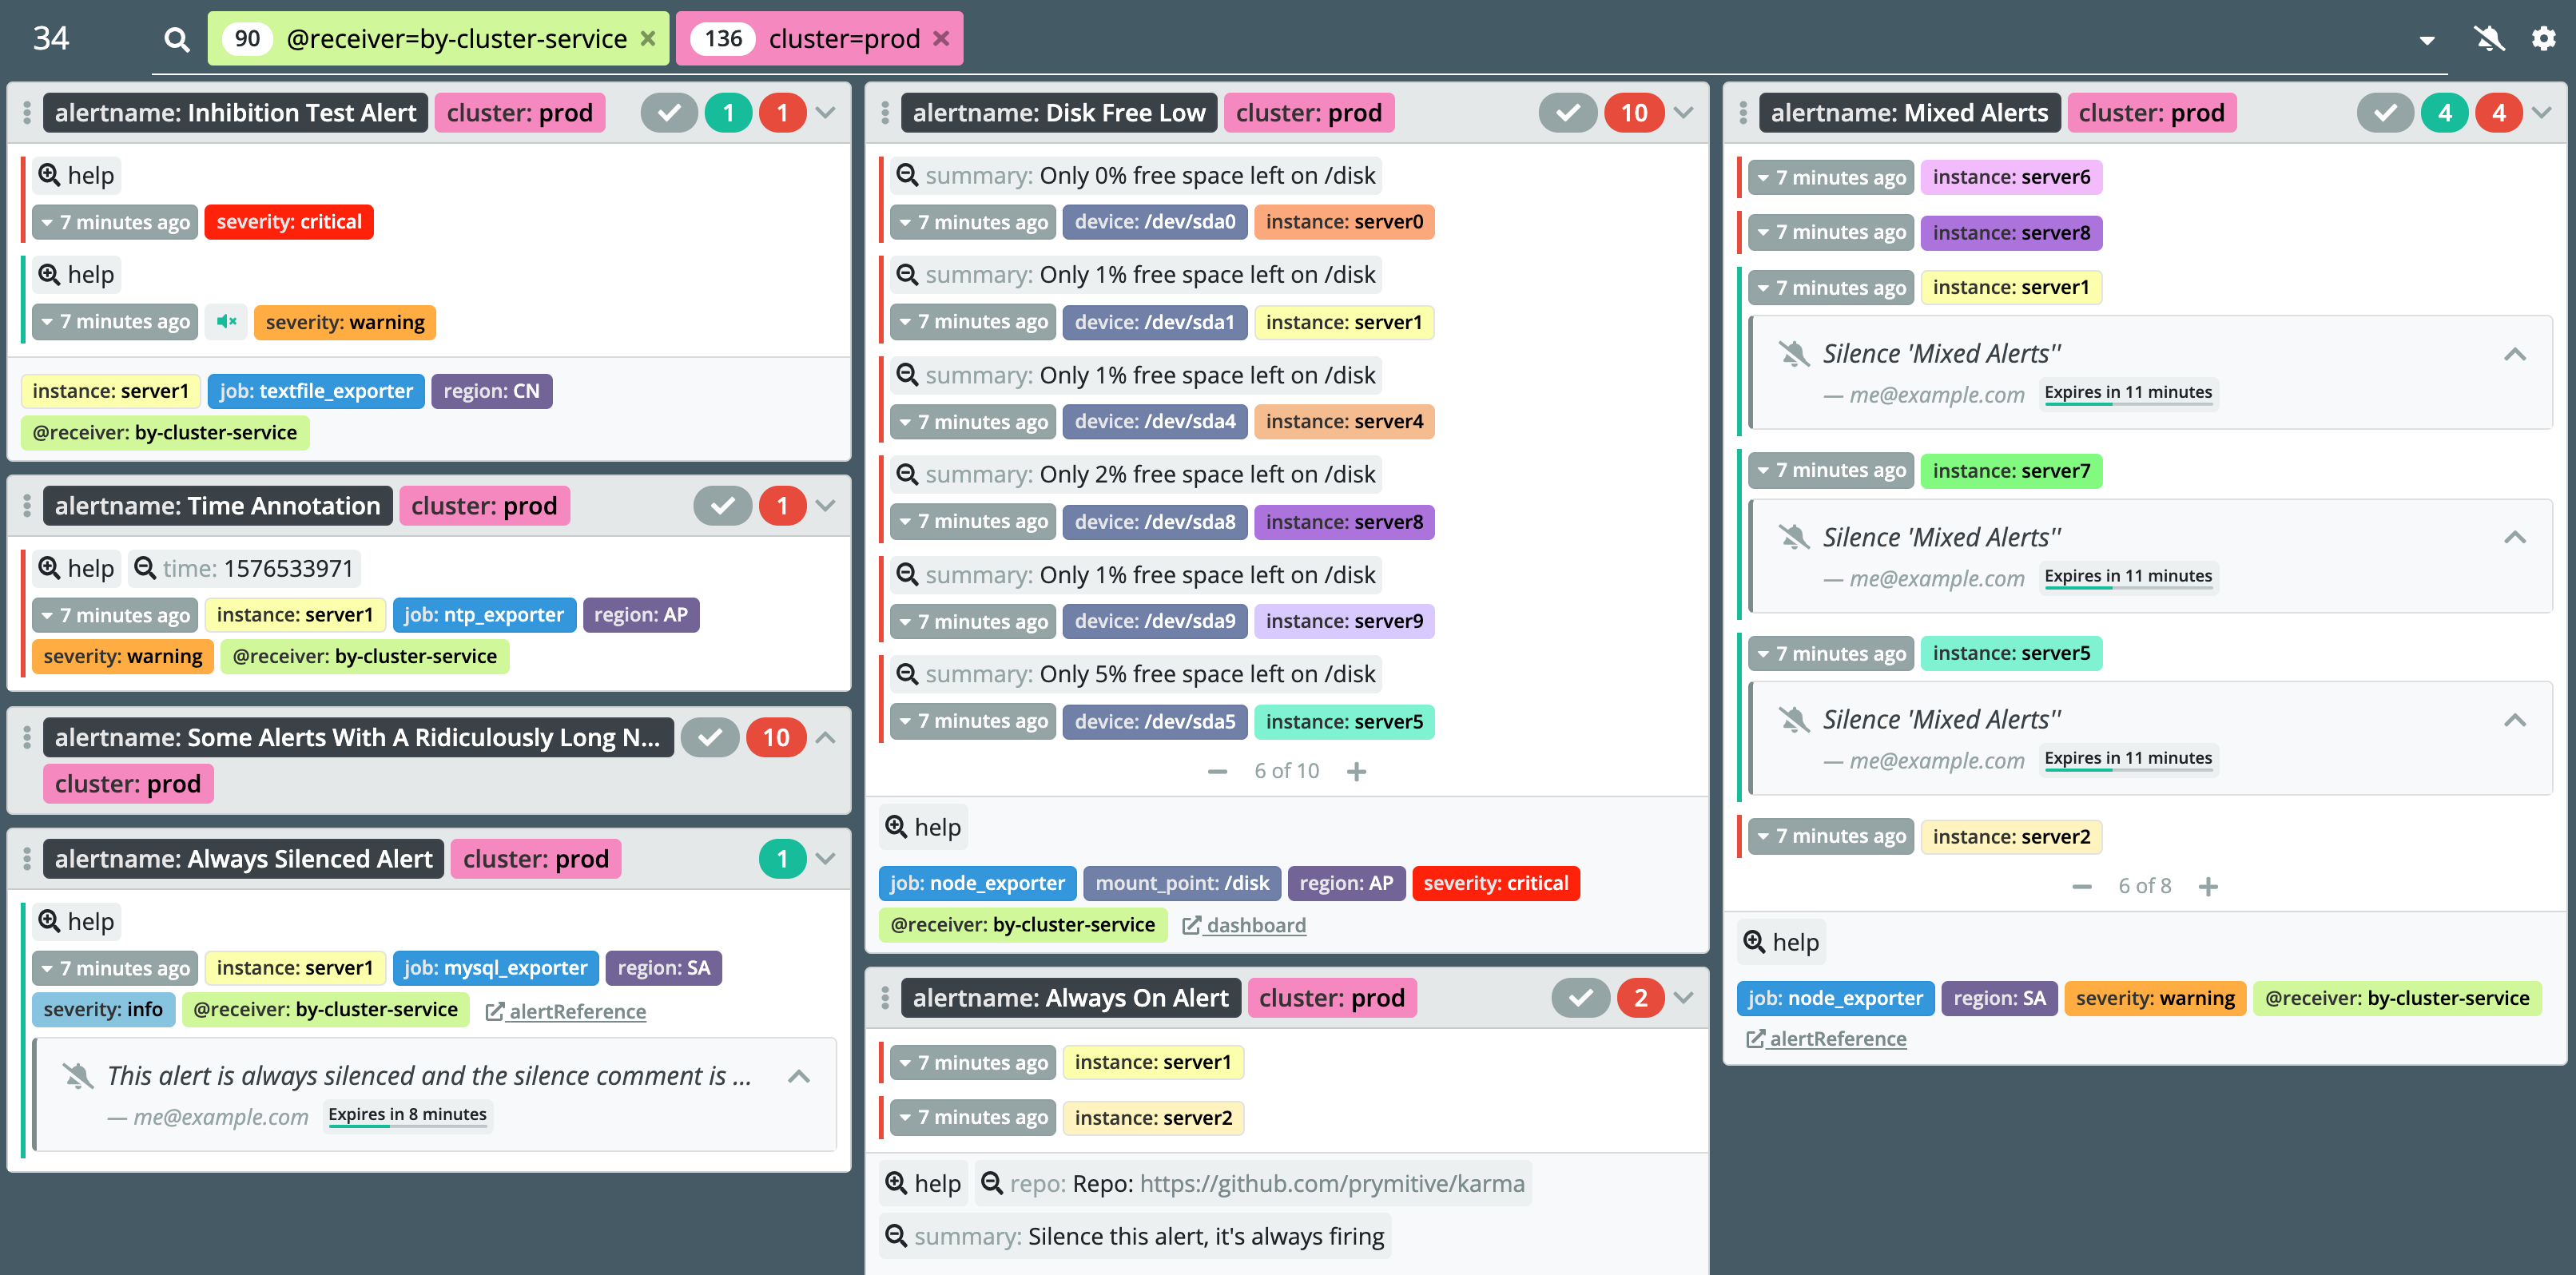 34
90 @receiver=by-cluster-service ×
136 cluster=prod ×
alertname: Inhibition Test Alert cluster: prod 1 1
help
7 minutes ago severity: critical
help
7 minutes ago severity: warning
instance: server1 job: textfile_exporter region: CN
@receiver: by-cluster-service
alertname: Time Annotation cluster: prod 1
help time: 1576533971
7 minutes ago instance: server1 job: ntp_exporter region: AP
severity: warning @receiver: by-cluster-service
alertname: Some Alerts With A Ridiculously Long N... 10
cluster: prod
alertname: Always Silenced Alert cluster: prod 1
help
7 minutes ago instance: server1 job: mysql_exporter region: SA
severity: info @receiver: by-cluster-service alertReference
This alert is always silenced and the silence comment is ...
— me@example.com Expires in 8 minutes
alertname: Disk Free Low cluster: prod 10
summary: Only 0% free space left on /disk
7 minutes ago device: /dev/sda0 instance: server0
summary: Only 1% free space left on /disk
7 minutes ago device: /dev/sda1 instance: server1
summary: Only 1% free space left on /disk
7 minutes ago device: /dev/sda4 instance: server4
summary: Only 2% free space left on /disk
7 minutes ago device: /dev/sda8 instance: server8
summary: Only 1% free space left on /disk
7 minutes ago device: /dev/sda9 instance: server9
summary: Only 5% free space left on /disk
7 minutes ago device: /dev/sda5 instance: server5
6 of 10
help
job: node_exporter mount_point: /disk region: AP severity: critical
@receiver: by-cluster-service dashboard
alertname: Always On Alert cluster: prod 2
7 minutes ago instance: server1
7 minutes ago instance: server2
help repo: Repo: https://github.com/prymitive/karma
summary: Silence this alert, it's always firing
alertname: Mixed Alerts cluster: prod 4 4
7 minutes ago instance: server6
7 minutes ago instance: server8
7 minutes ago instance: server1
Silence 'Mixed Alerts''
— me@example.com Expires in 11 minutes
7 minutes ago instance: server7
Silence 'Mixed Alerts''
— me@example.com Expires in 11 minutes
7 minutes ago instance: server5
Silence 'Mixed Alerts''
— me@example.com Expires in 11 minutes
7 minutes ago instance: server2
6 of 8
help
job: node_exporter region: SA severity: warning @receiver: by-cluster-service
alertReference